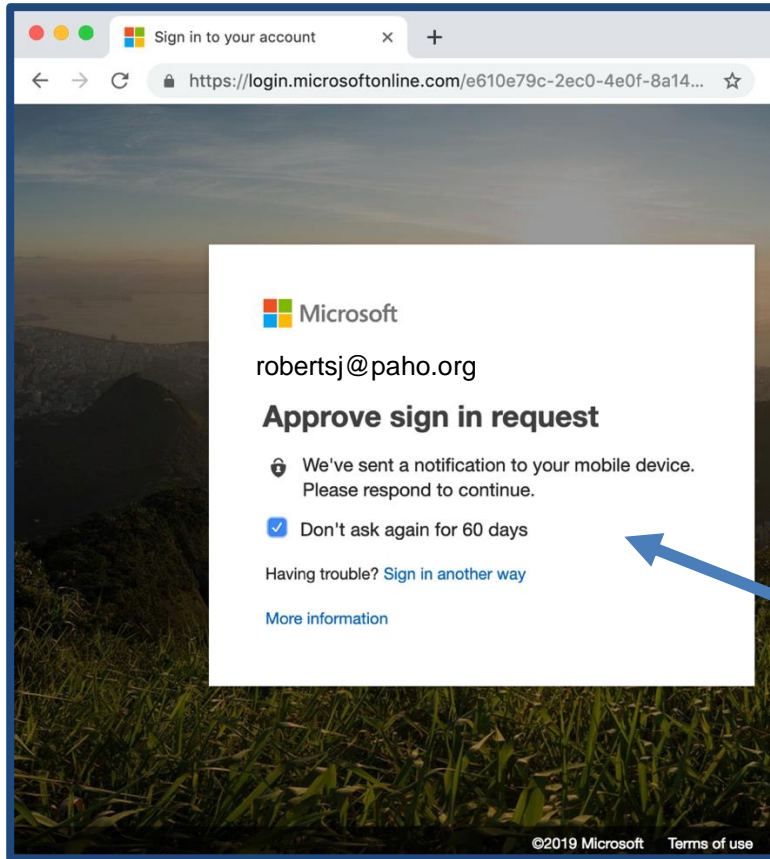 Sign in to your account
https://login.microsoftonline.com/e610e79c-2ec0-4e0f-8a14...
Microsoft
robertsj@paho.org
Approve sign in request
We've sent a notification to your mobile device.
Please respond to continue.
Don't ask again for 60 days
Having trouble? Sign in another way
More information
©2019 Microsoft Terms of use